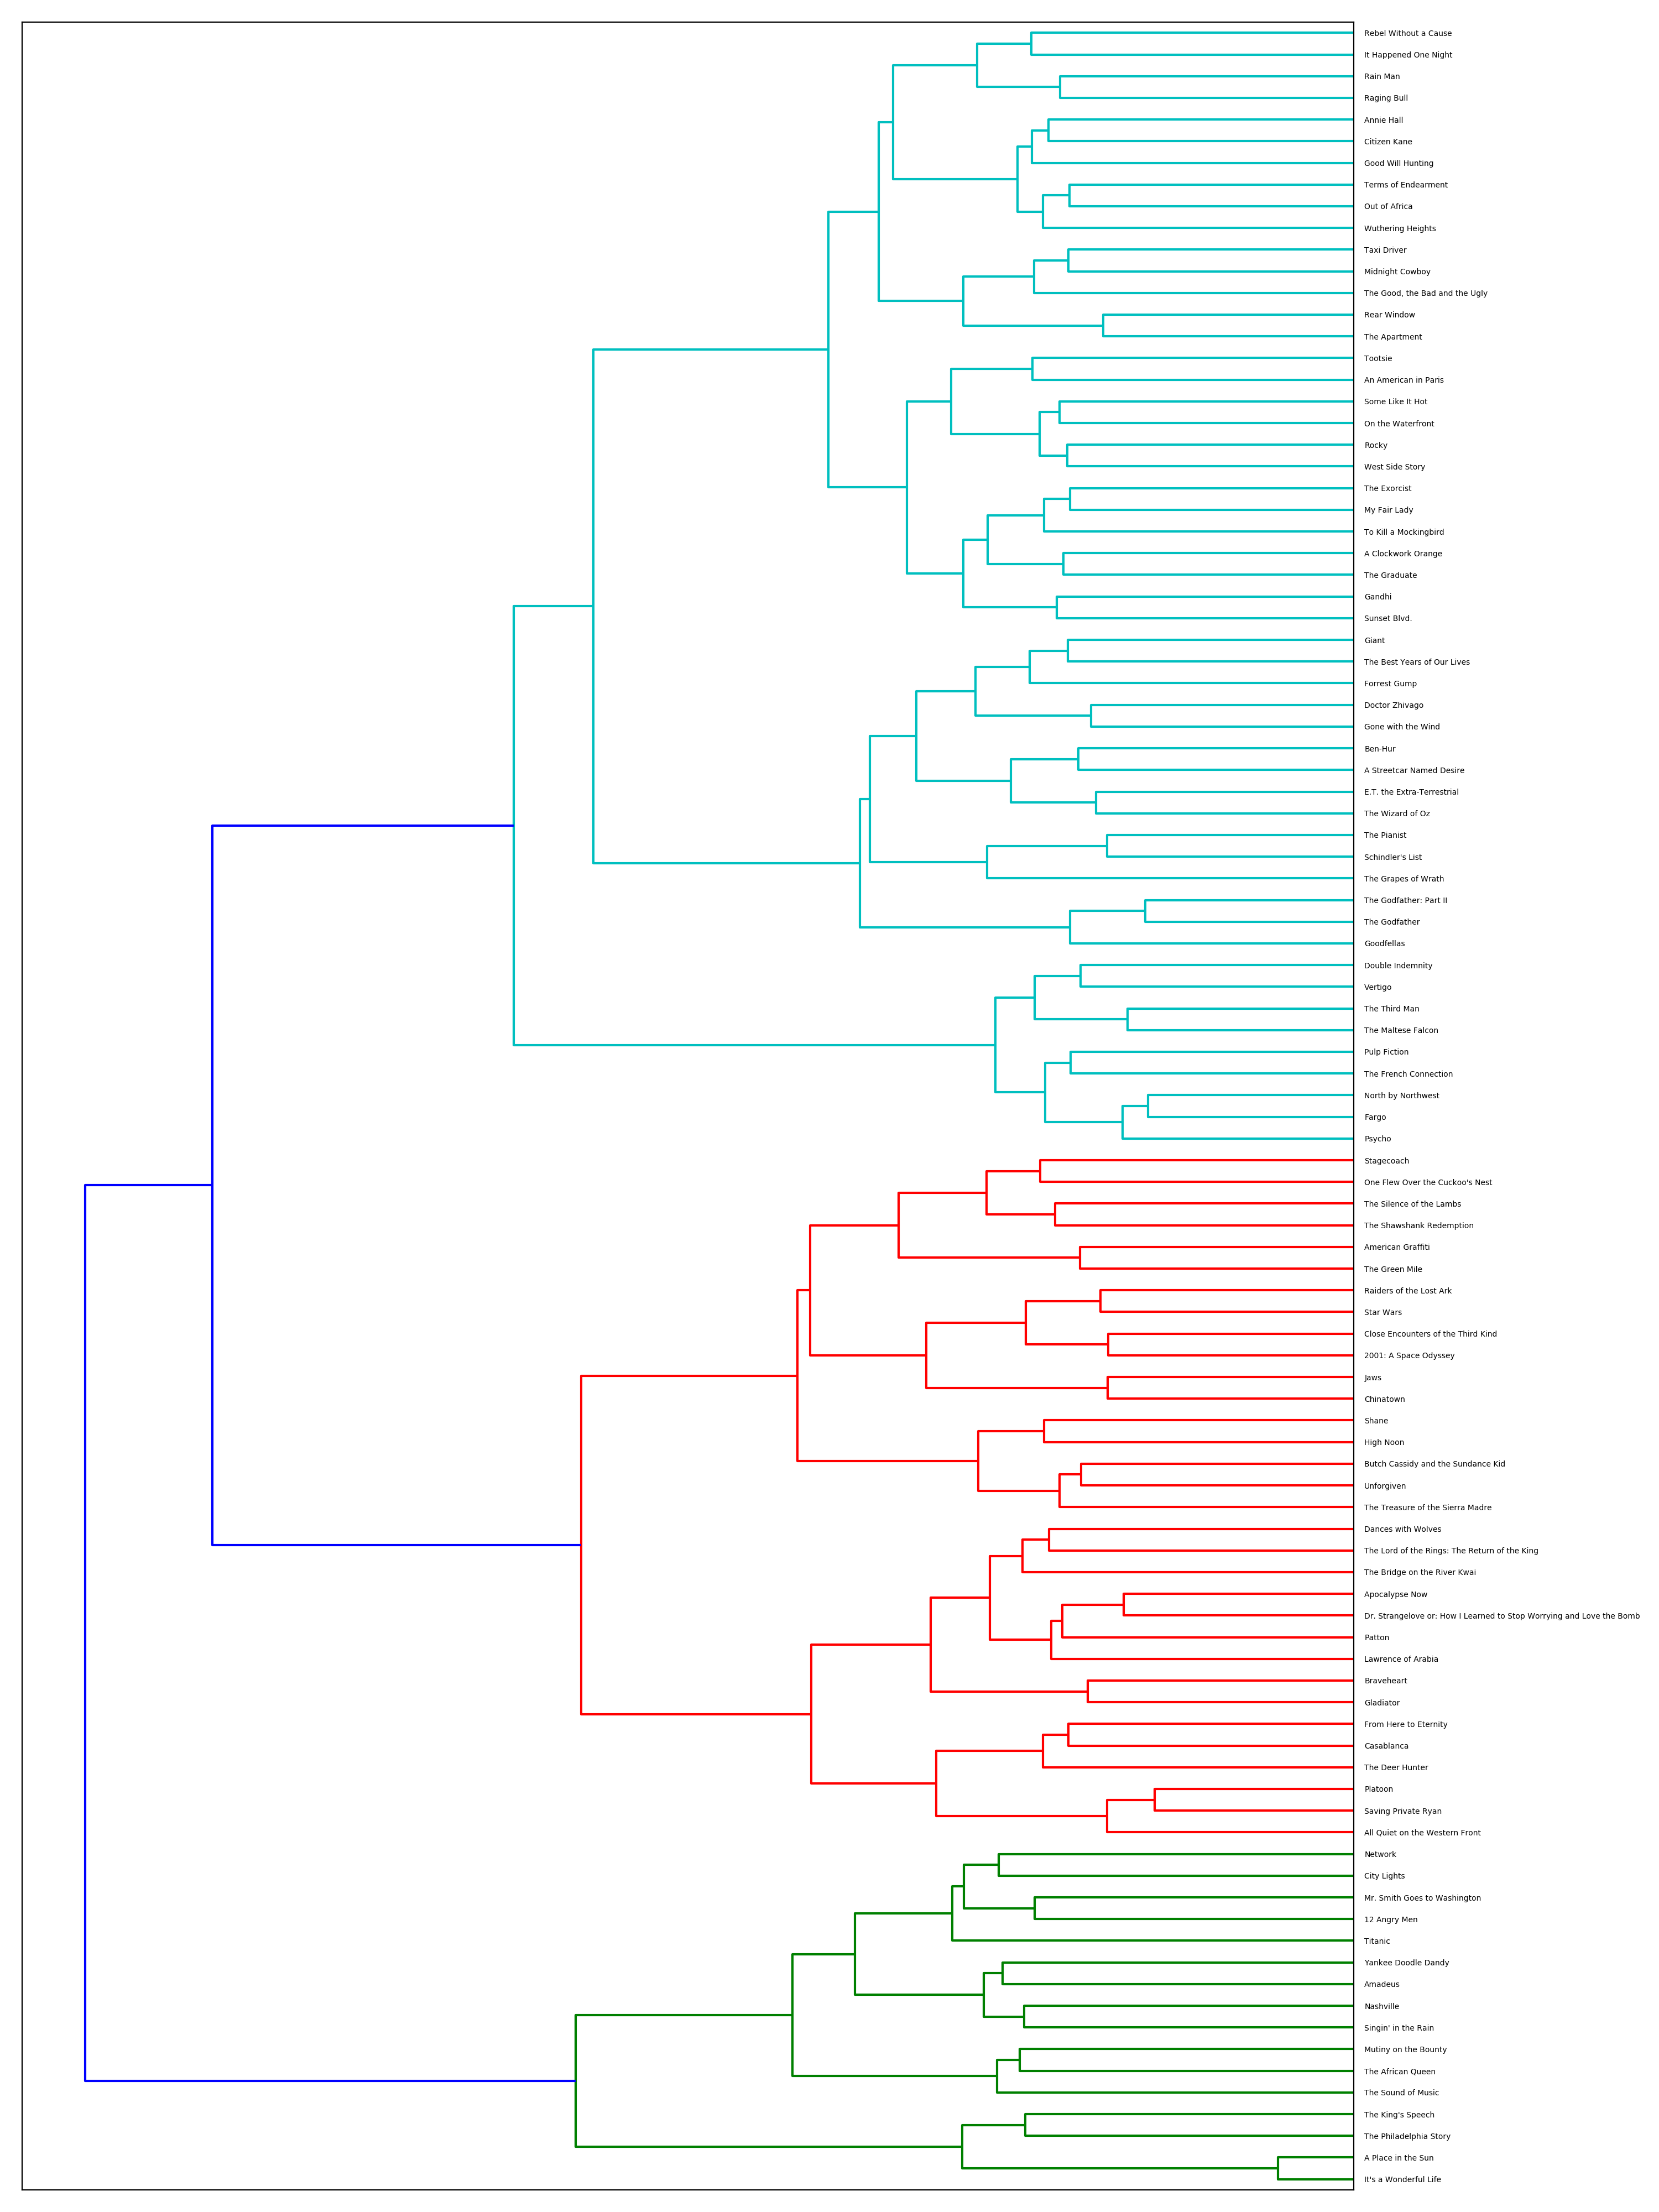 Rebel Without a Cause
It Happened One Night
Rain Man
Raging Bull
Annie Hall
Citizen Kane
Good Will Hunting
Terms of Endearment
Out of Africa
Wuthering Heights
Taxi Driver
Midnight Cowboy
The Good, the Bad and the Ugly
Rear Window
The Apartment
Tootsie
An American in Paris
Some Like It Hot
On the Waterfront
Rocky
West Side Story
The Exorcist
My Fair Lady
To Kill a Mockingbird
A Clockwork Orange
The Graduate
Gandhi
Sunset Blvd.
Giant
The Best Years of Our Lives
Forrest Gump
Doctor Zhivago
Gone with the Wind
Ben-Hur
A Streetcar Named Desire
E.T. the Extra-Terrestrial
The Wizard of Oz
The Pianist
Schindler's List
The Grapes of Wrath
The Godfather: Part II
The Godfather
Goodfellas
Double Indemnity
Vertigo
The Third Man
The Maltese Falcon
Pulp Fiction
The French Connection
North by Northwest
Fargo
Psycho
Stagecoach
One Flew Over the Cuckoo's Nest
The Silence of the Lambs
The Shawshank Redemption
American Graffiti
The Green Mile
Raiders of the Lost Ark
Star Wars
Close Encounters of the Third Kind
2001: A Space Odyssey
Jaws
Chinatown
Shane
High Noon
Butch Cassidy and the Sundance Kid
Unforgiven
The Treasure of the Sierra Madre
Dances with Wolves
The Lord of the Rings: The Return of the King
The Bridge on the River Kwai
Apocalypse Now
Dr. Strangelove or: How I Learned to Stop Worrying and Love the Bomb
Patton
Lawrence of Arabia
Braveheart
Gladiator
From Here to Eternity
Casablanca
The Deer Hunter
Platoon
Saving Private Ryan
All Quiet on the Western Front
Network
City Lights
Mr. Smith Goes to Washington
12 Angry Men
Titanic
Yankee Doodle Dandy
Amadeus
Nashville
Singin' in the Rain
Mutiny on the Bounty
The African Queen
The Sound of Music
The King's Speech
The Philadelphia Story
A Place in the Sun
It's a Wonderful Life